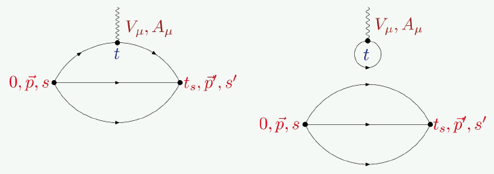 V_μ, A_μ
t
0, p⃗, s
t_s, p⃗′, s′
V_μ, A_μ
t
0, p⃗, s
t_s, p⃗′, s′